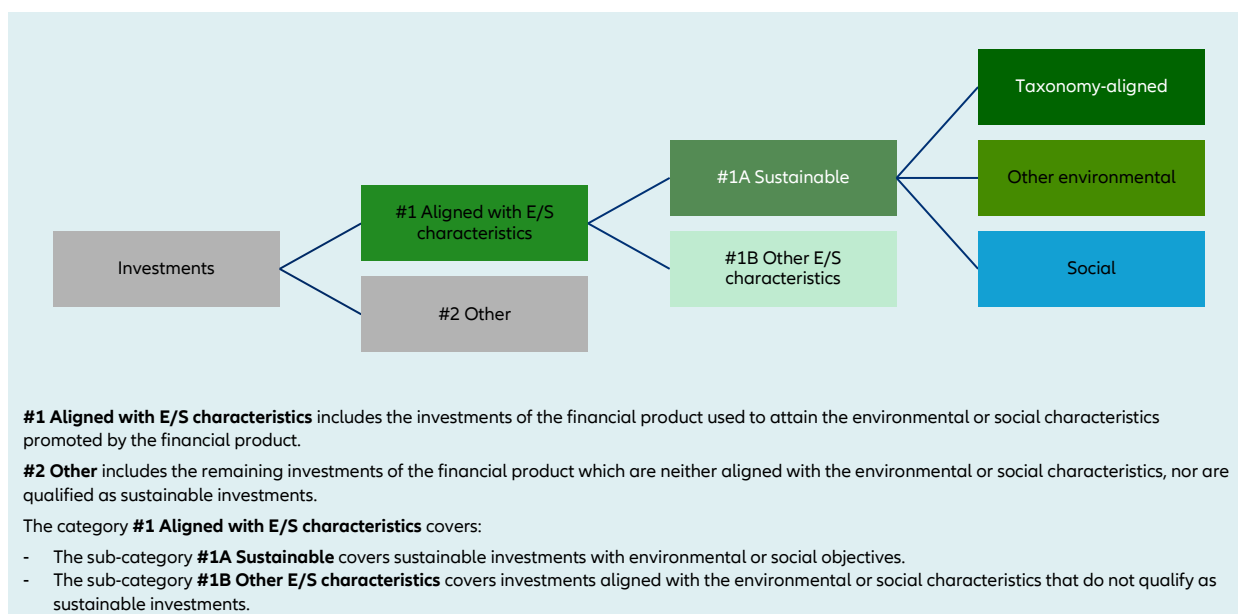 Taxonomy-aligned
#1A Sustainable
Other environmental
#1 Aligned with E/S
characteristics
#1B Other E/S
characteristics
Investments
Social
#2 Other
#1 Aligned with E/S characteristics includes the investments of the financial product used to attain the environmental or social characteristics
promoted by the financial product.
#2 Other includes the remaining investments of the financial product which are neither aligned with the environmental or social characteristics, nor are
qualified as sustainable investments.
The category #1 Aligned with E/S characteristics covers:
- The sub-category #1A Sustainable covers sustainable investments with environmental or social objectives.
- The sub-category #1B Other E/S characteristics covers investments aligned with the environmental or social characteristics that do not qualify as
sustainable investments.